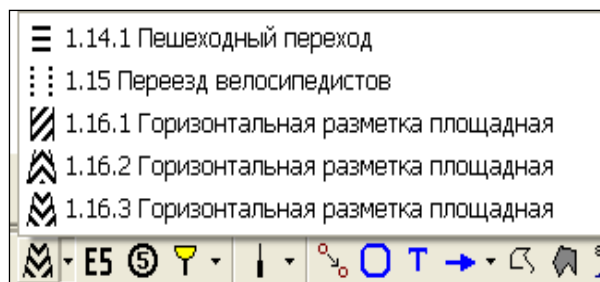 1.14.1 Пешеходный переход
1.15 Переезд велосипедистов
1.16.1 Горизонтальная разметка площадная
1.16.2 Горизонтальная разметка площадная
1.16.3 Горизонтальная разметка площадная
E5 5 T